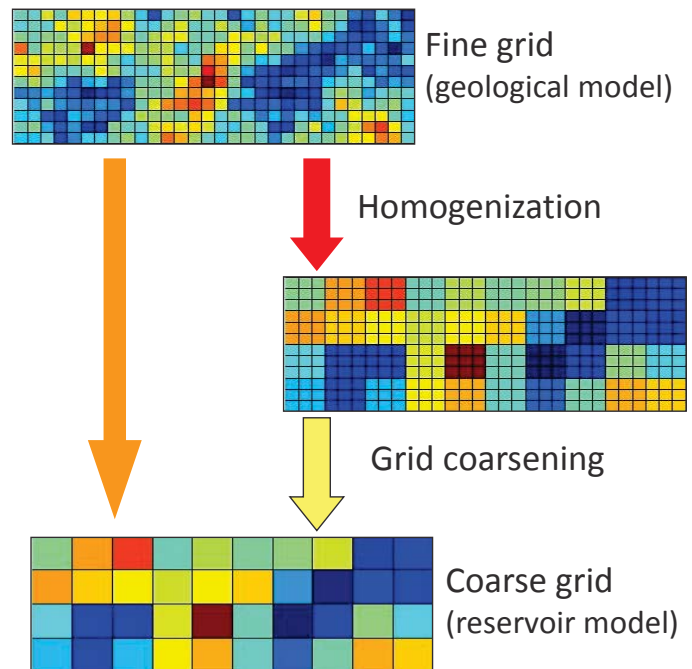 Fine grid
(geological model)
Homogenization
Grid coarsening
Coarse grid
(reservoir model)